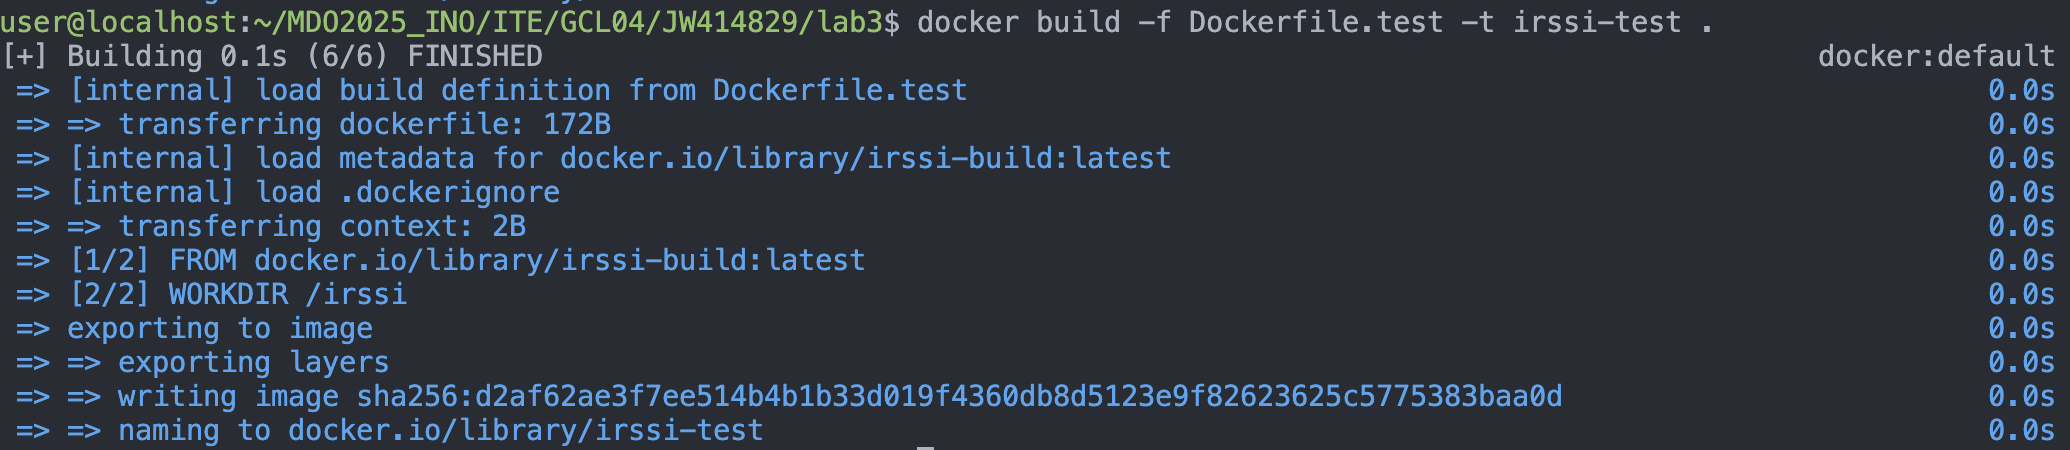 user@localhost:~/MDO2025_INO/ITE/GCL04/JW414829/lab3$ docker build -f Dockerfile.test -t irssi-test .
[+] Building 0.1s (6/6) FINISHED docker:default
=> [internal] load build definition from Dockerfile.test 0.0s
=> => transferring dockerfile: 172B 0.0s
=> [internal] load metadata for docker.io/library/irssi-build:latest 0.0s
=> [internal] load .dockerignore 0.0s
=> => transferring context: 2B 0.0s
=> [1/2] FROM docker.io/library/irssi-build:latest 0.0s
=> [2/2] WORKDIR /irssi 0.0s
=> exporting to image 0.0s
=> => exporting layers 0.0s
=> => writing image sha256:d2af62ae3f7ee514b4b1b33d019f4360db8d5123e9f82623625c5775383baa0d 0.0s
=> => naming to docker.io/library/irssi-test 0.0s